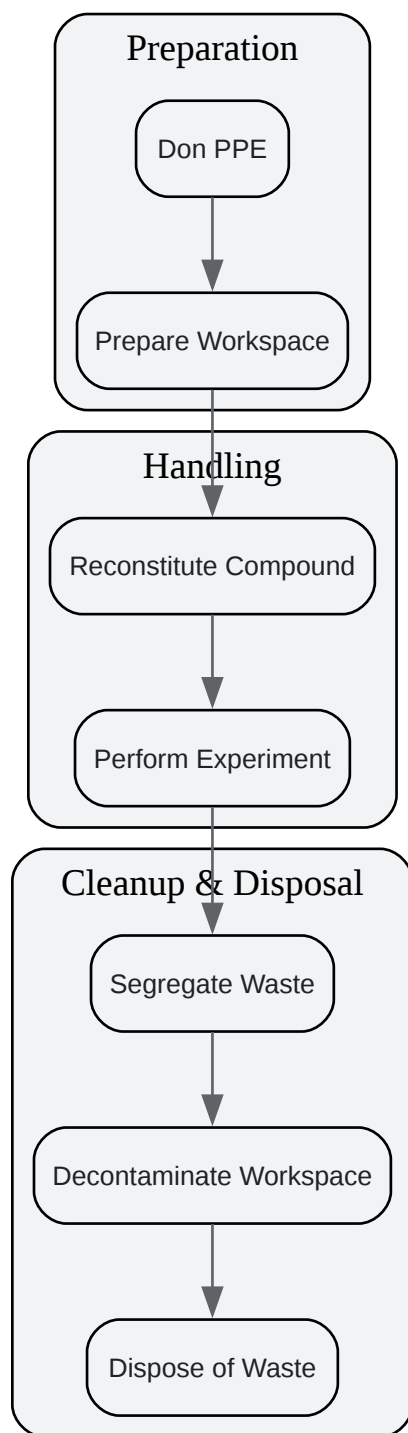 Preparation
Don PPE
Prepare Workspace
Handling
Reconstitute Compound
Perform Experiment
Cleanup & Disposal
Segregate Waste
Decontaminate Workspace
Dispose of Waste